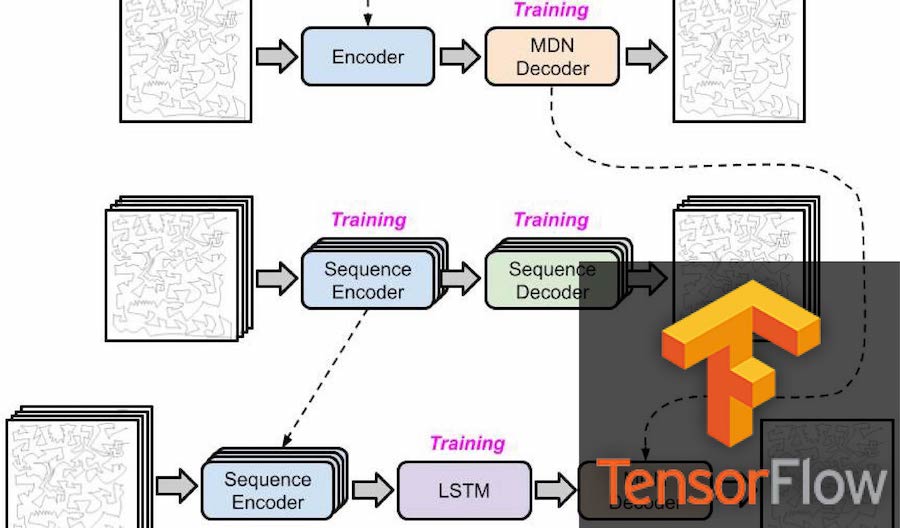 Training
Encoder
MDN
Decoder
Training
Training
Sequence
Encoder
Sequence
Decoder
Training
Sequence
Encoder
LSTM
Decoder
TensorFlow